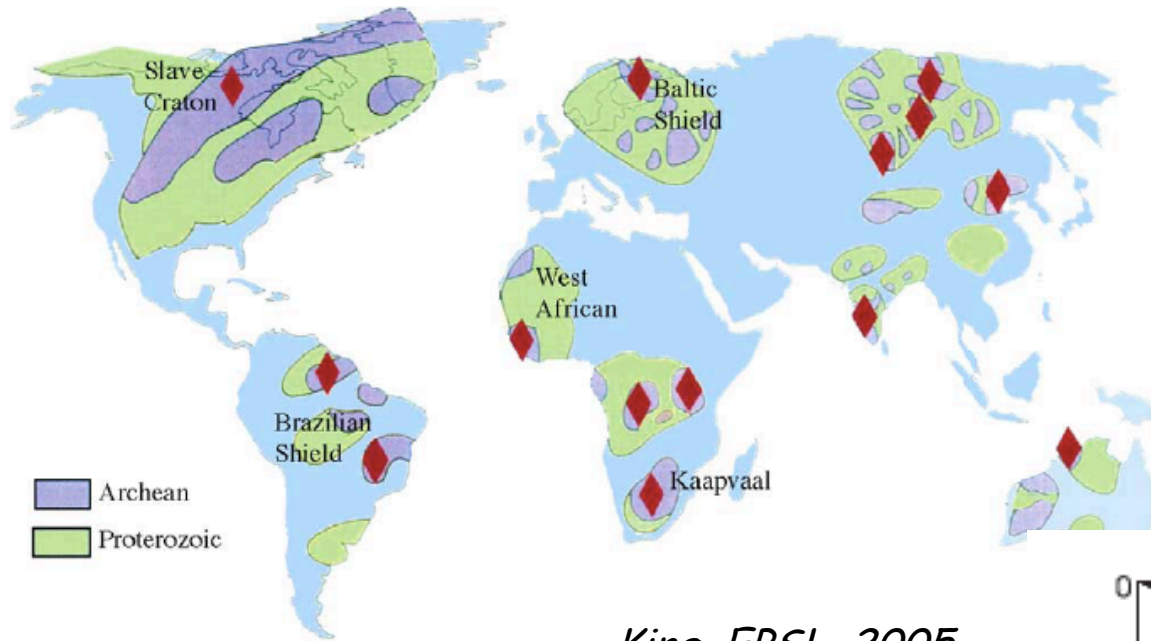 Slave
Craton
Baltic
Shield
West
African
Brazilian
Shield
Kaapvaal
Archean
Proterozoic
0
King, EPSL, 2005